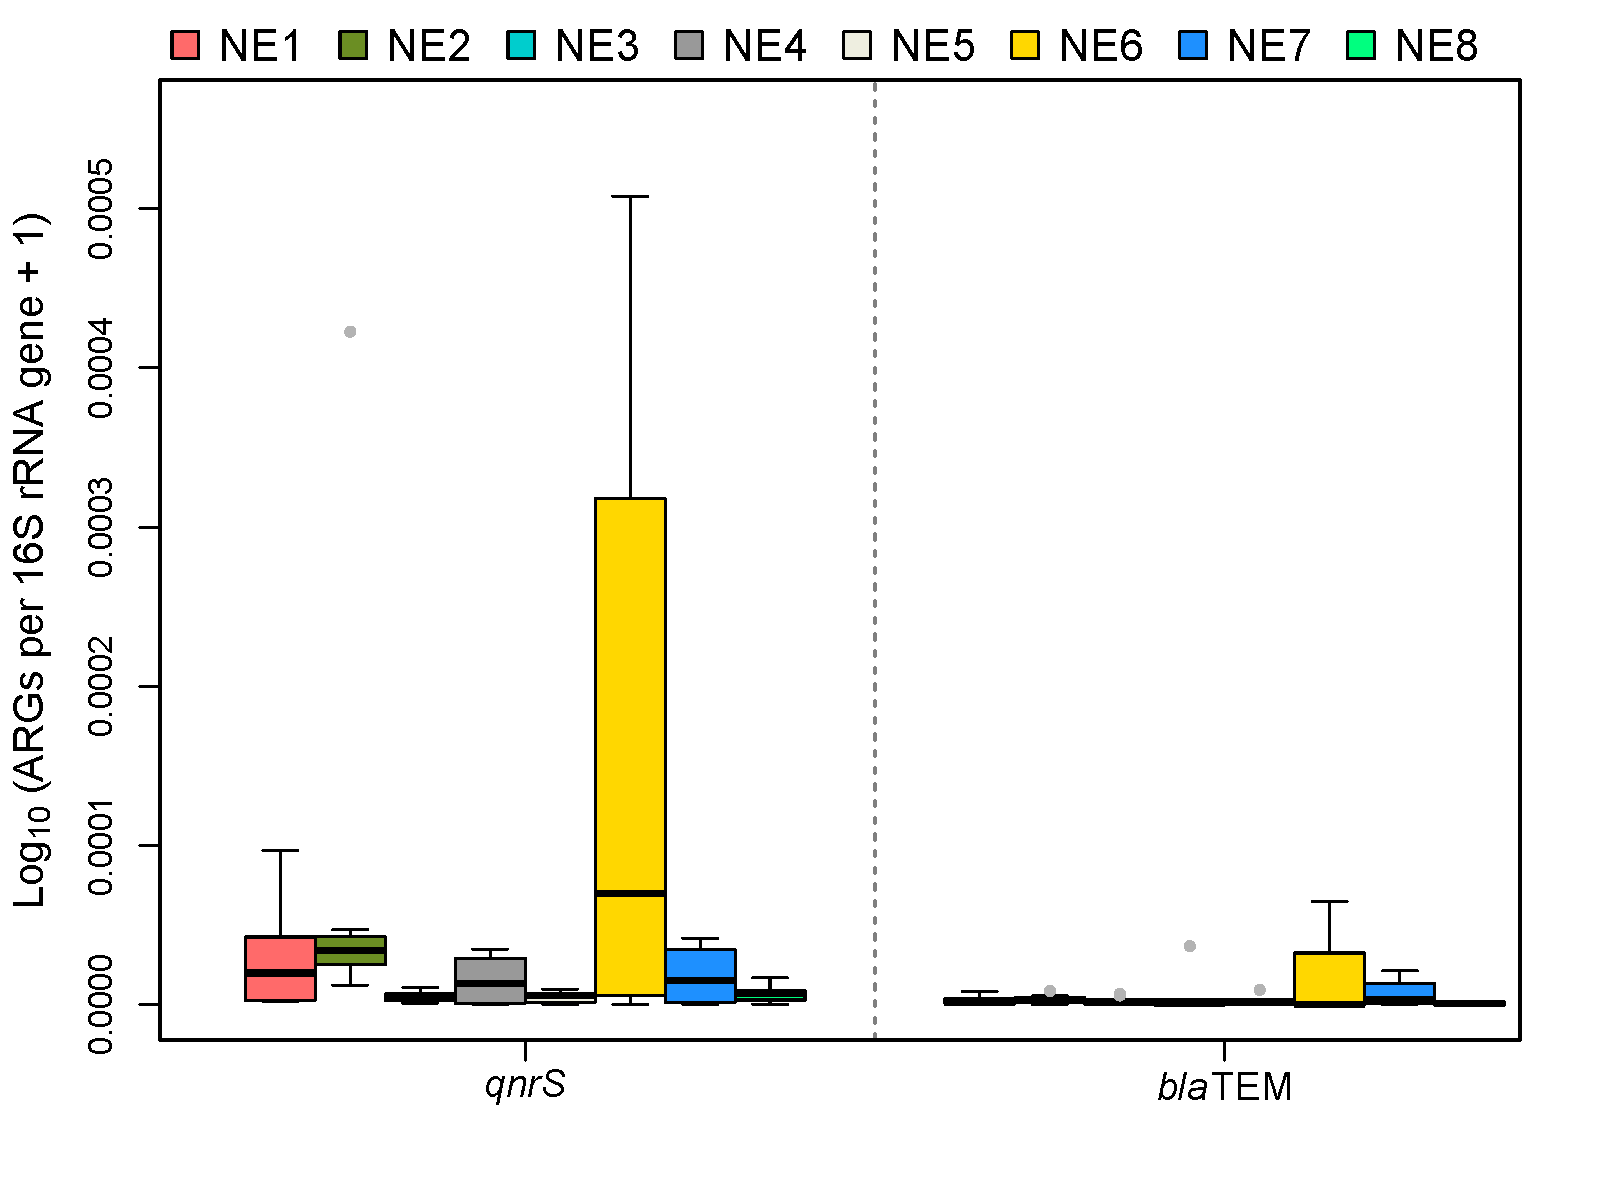 NE1 NE2 NE3 NE4 NE5 NE6 NE7 NE8
Log10 (ARGs per 16S rRNA gene + 1)
0.0005
0.0004
0.0003
0.0002
0.0001
0.0000
qnrS
blaTEM